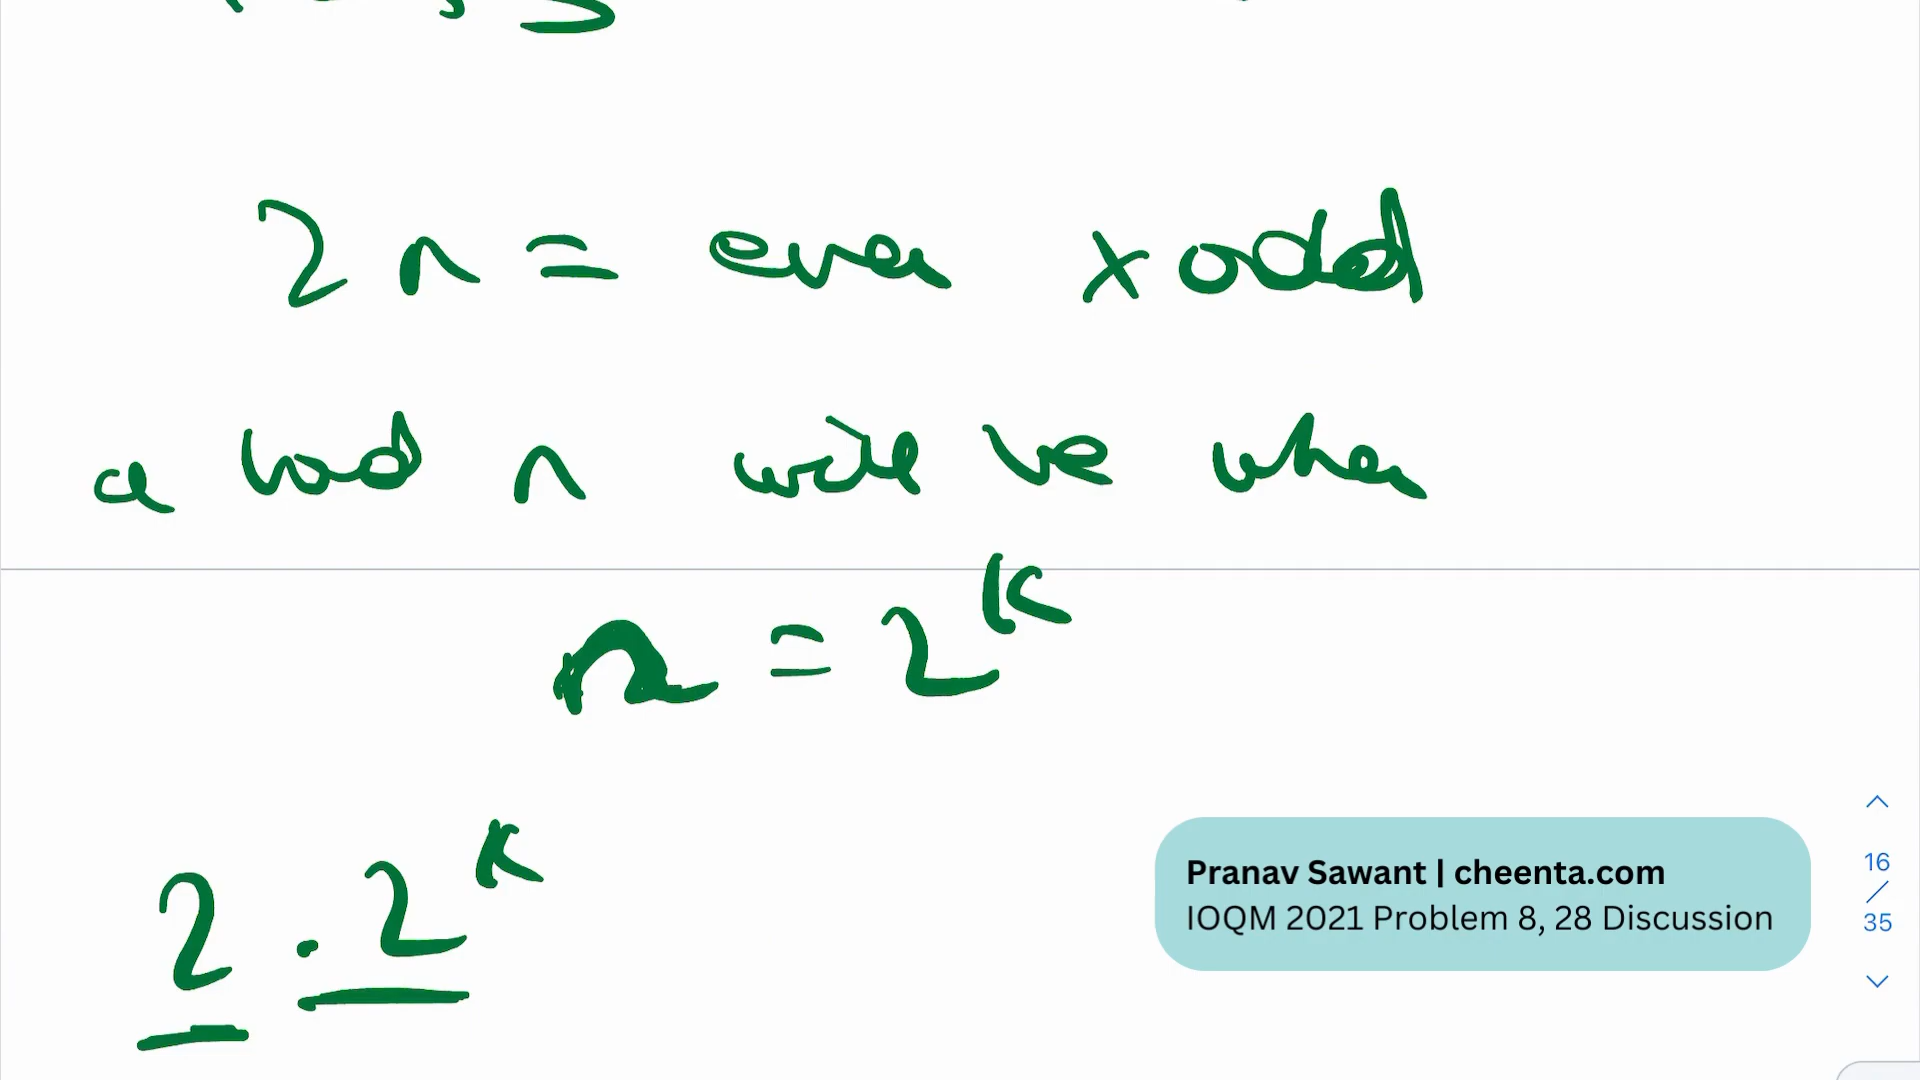 2n = even x odd
a bad n will be when
n = 2^k
2 . 2^k
Pranav Sawant | cheenta.com
IOQM 2021 Problem 8, 28 Discussion
16
/
35